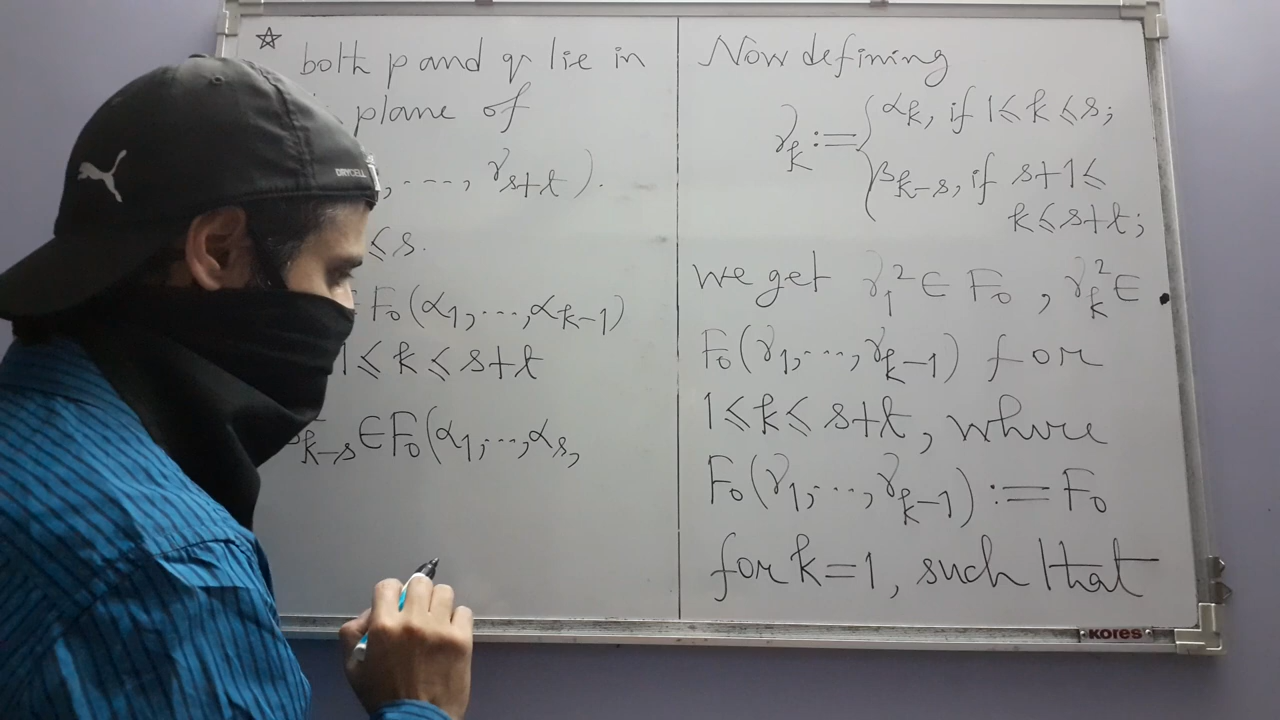 ☆ both p and q lie in
plane of
, ..., γ_{s+t}).
≤ s.
F₀(α₁, ..., α_{k-1})
1 ≤ k ≤ s+t
β_{k-s} ∈ F₀(α₁, ..., α_s,
Now defining
γ_k := { α_k, if 1 ≤ k ≤ s;
β_{k-s}, if s+1 ≤
k ≤ s+t;
we get γ₁² ∈ F₀, γ_k² ∈
F₀(γ₁, ..., γ_{k-1}) for
1 ≤ k ≤ s+t, where
F₀(γ₁, ..., γ_{k-1}) := F₀
for k=1, such that
DRYCELL
KORES